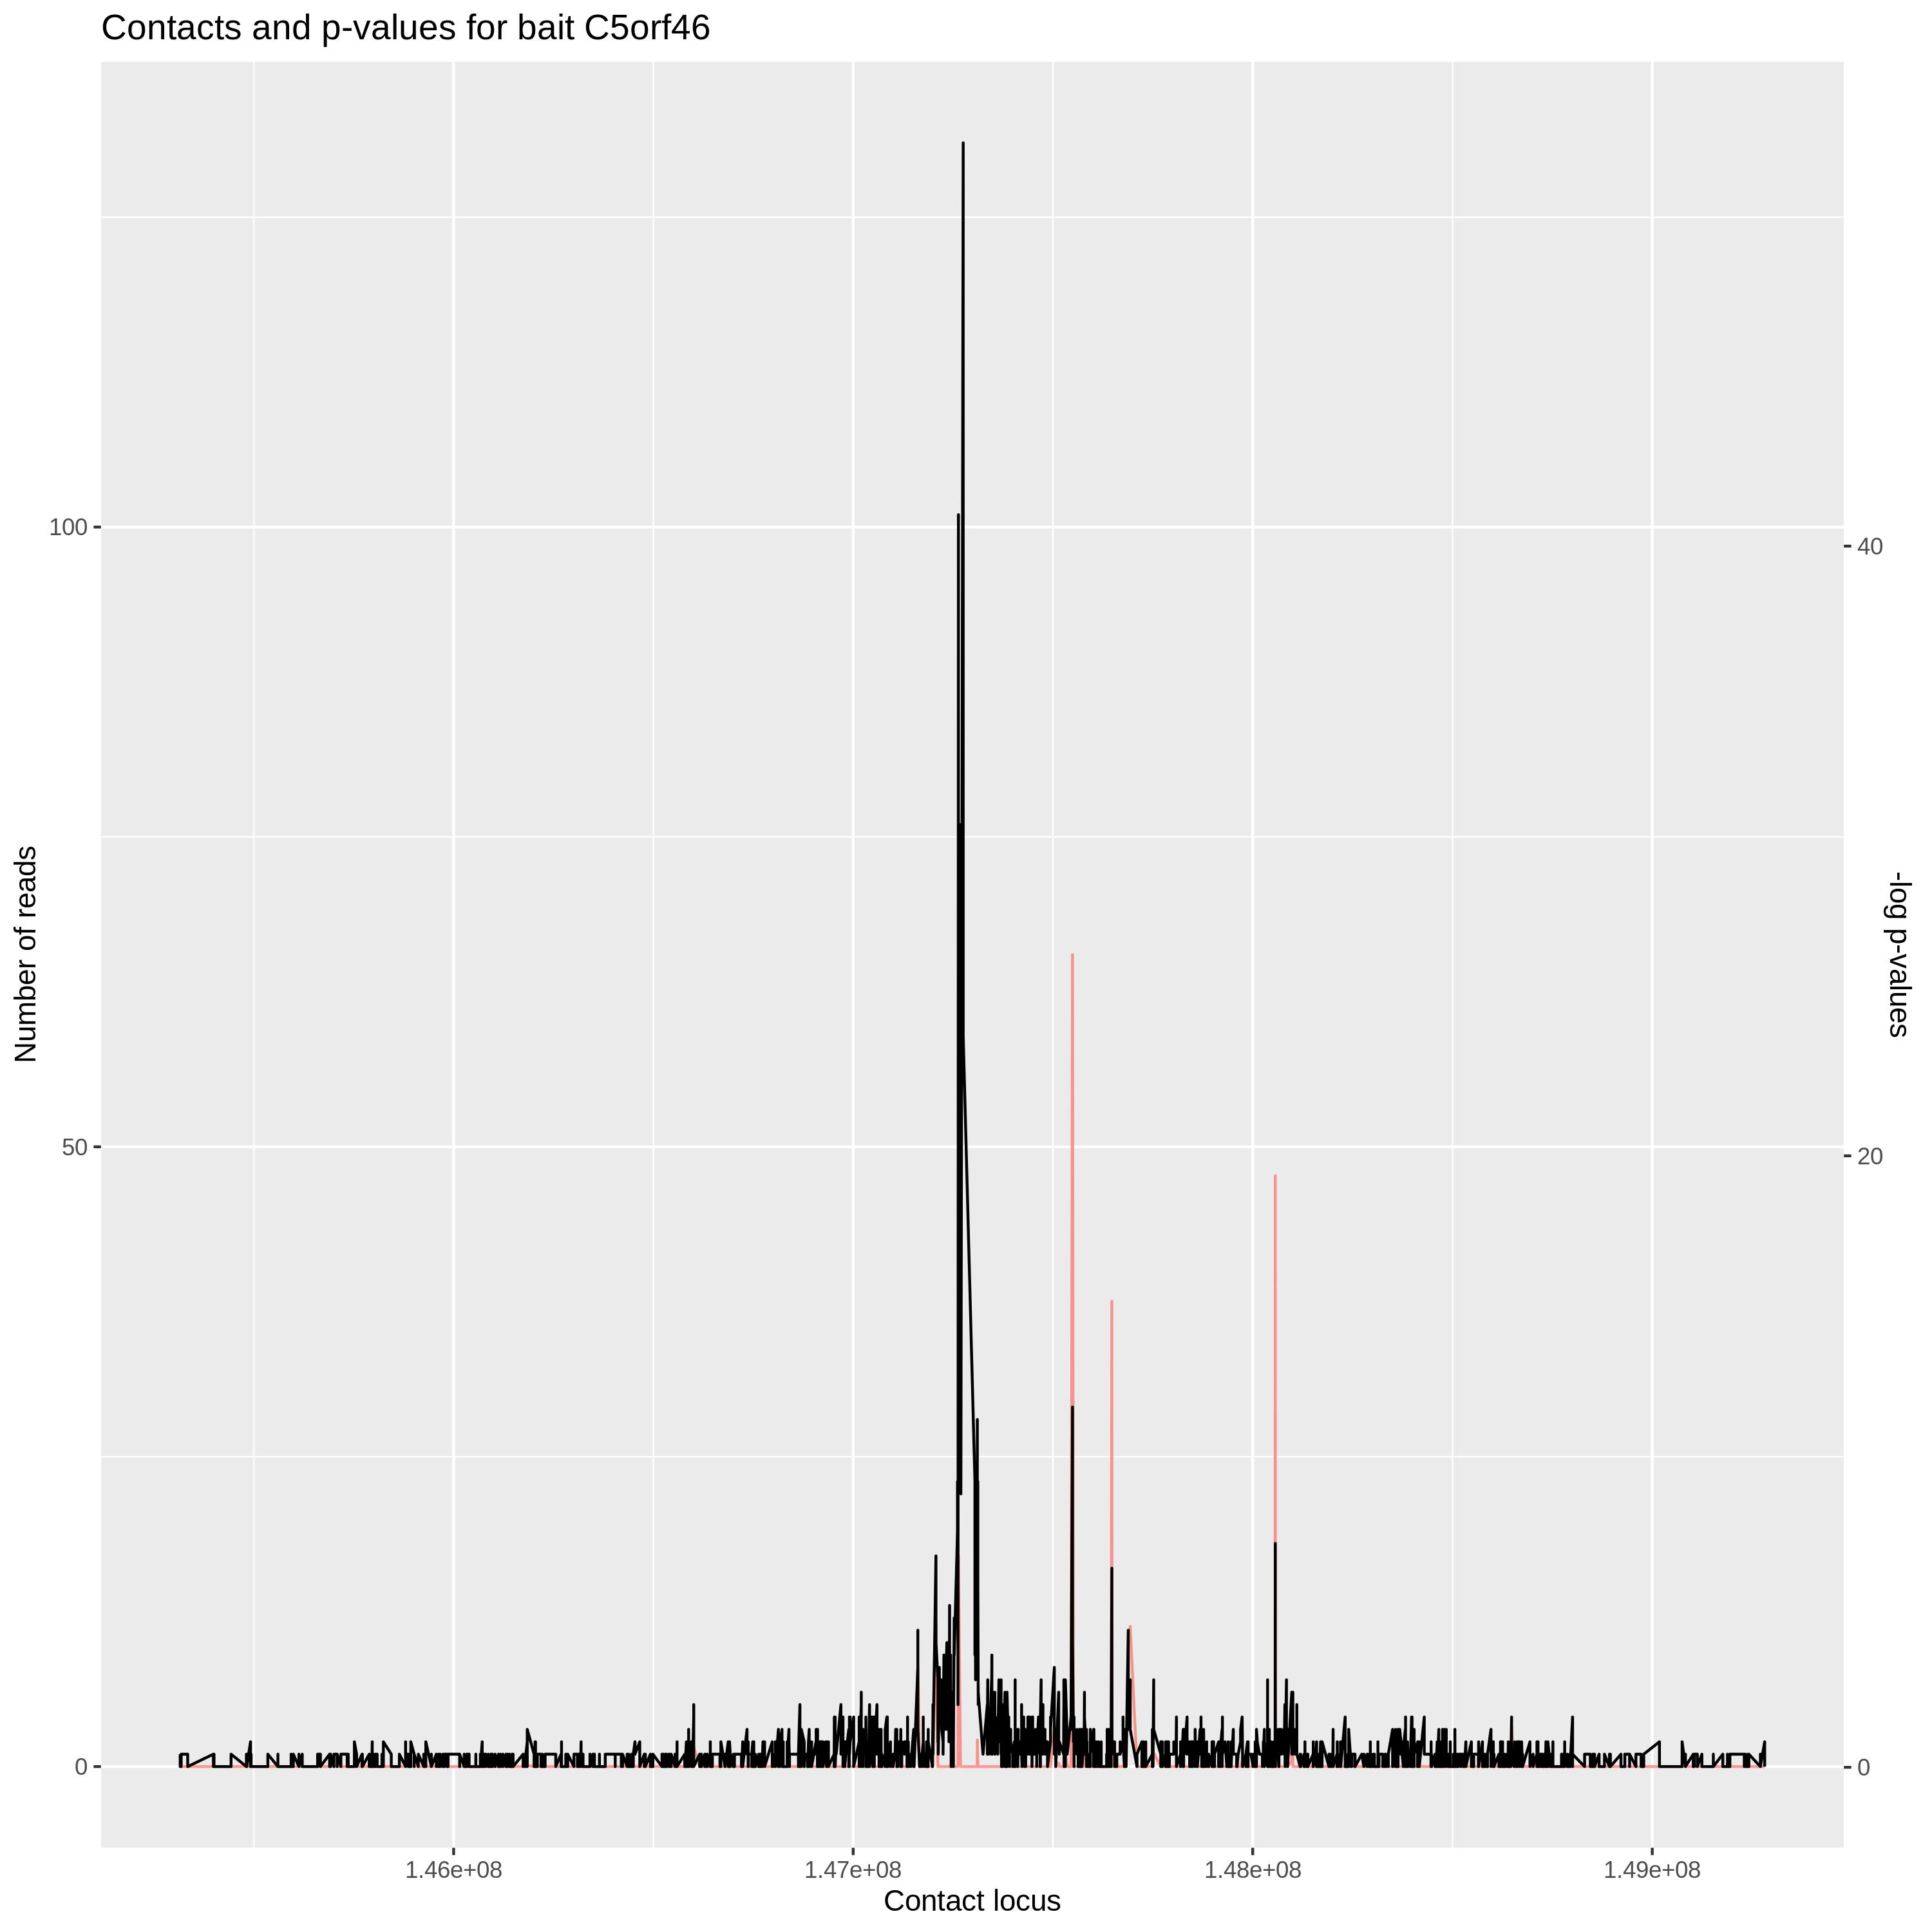 Contacts and p-values for bait C5orf46
Number of reads
100
50
0
40
20
0
-log p-values
1.46e+08
1.47e+08
1.48e+08
1.49e+08
Contact locus